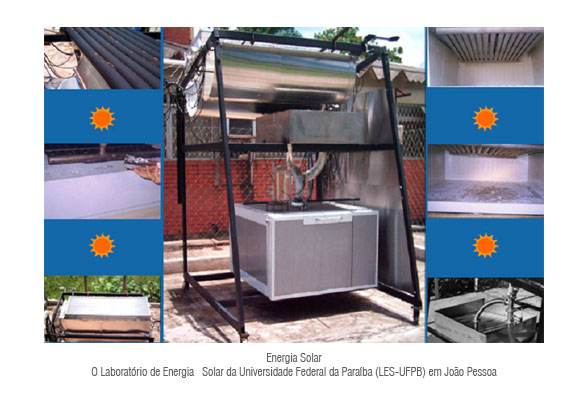 Energia Solar
O Laboratório de Energia Solar da Universidade Federal da Paraíba (LES-UFPB) em João Pessoa